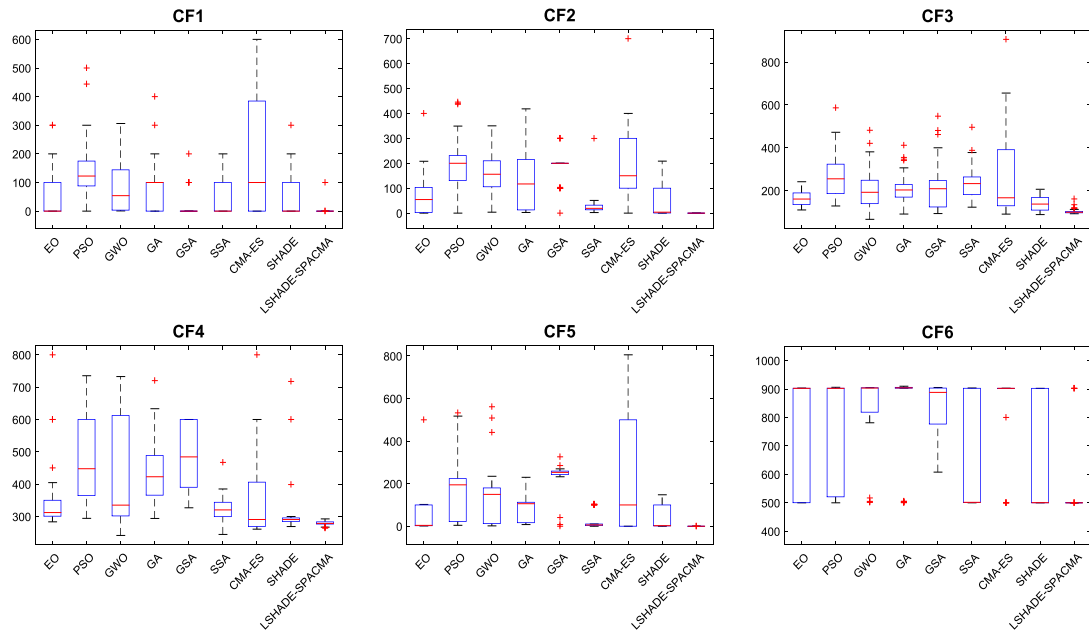 CF1
600
500
400
300
200
100
0
EO
PSO
GWO
GA
GSA
SSA
CMA-ES
SHADE
LSHADE-SPACMA
CF2
700
600
500
400
300
200
100
0
EO
PSO
GWO
GA
GSA
SSA
CMA-ES
SHADE
LSHADE-SPACMA
CF3
800
600
400
200
EO
PSO
GWO
GA
GSA
SSA
CMA-ES
SHADE
LSHADE-SPACMA
CF4
800
700
600
500
400
300
EO
PSO
GWO
GA
GSA
SSA
CMA-ES
SHADE
LSHADE-SPACMA
CF5
800
600
400
200
0
EO
PSO
GWO
GA
GSA
SSA
CMA-ES
SHADE
LSHADE-SPACMA
CF6
1000
900
800
700
600
500
400
EO
PSO
GWO
GA
GSA
SSA
CMA-ES
SHADE
LSHADE-SPACMA